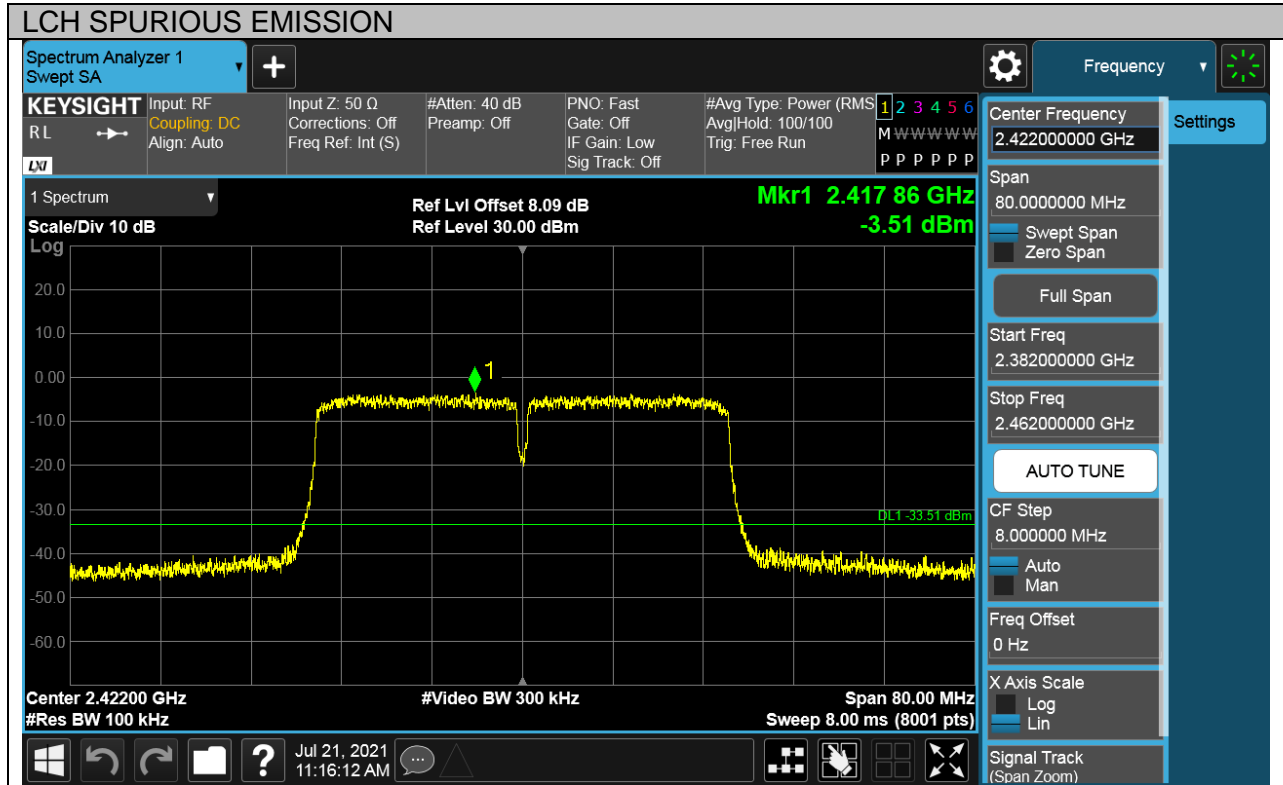 LCH SPURIOUS EMISSION
Spectrum Analyzer 1
Swept SA
+
Frequency
KEYSIGHT
RL
LXI
Input: RF
Coupling: DC
Align: Auto
Input Z: 50 Ω
Corrections: Off
Freq Ref: Int (S)
#Atten: 40 dB
Preamp: Off
PNO: Fast
Gate: Off
IF Gain: Low
Sig Track: Off
#Avg Type: Power (RMS
Avg|Hold: 100/100
Trig: Free Run
1 2 3 4 5 6
M W W W W W
P P P P P P
1 Spectrum
Scale/Div 10 dB
Ref Lvl Offset 8.09 dB
Ref Level 30.00 dBm
Mkr1 2.417 86 GHz
-3.51 dBm
Log
20.0
10.0
0.00
-10.0
-20.0
-30.0
-40.0
-50.0
-60.0
1
DL1 -33.51 dBm
Center 2.42200 GHz
#Res BW 100 kHz
#Video BW 300 kHz
Span 80.00 MHz
Sweep 8.00 ms (8001 pts)
Center Frequency
2.422000000 GHz
Settings
Span
80.0000000 MHz
Swept Span
Zero Span
Full Span
Start Freq
2.382000000 GHz
Stop Freq
2.462000000 GHz
AUTO TUNE
CF Step
8.000000 MHz
Auto
Man
Freq Offset
0 Hz
X Axis Scale
Log
Lin
Signal Track
(Span Zoom)
?
Jul 21, 2021
11:16:12 AM